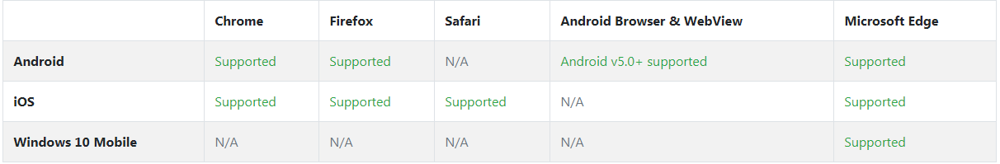 Chrome Firefox Safari Android Browser & WebView Microsoft Edge
Android Supported Supported N/A Android v5.0+ supported Supported
iOS Supported Supported Supported N/A Supported
Windows 10 Mobile N/A N/A N/A N/A Supported